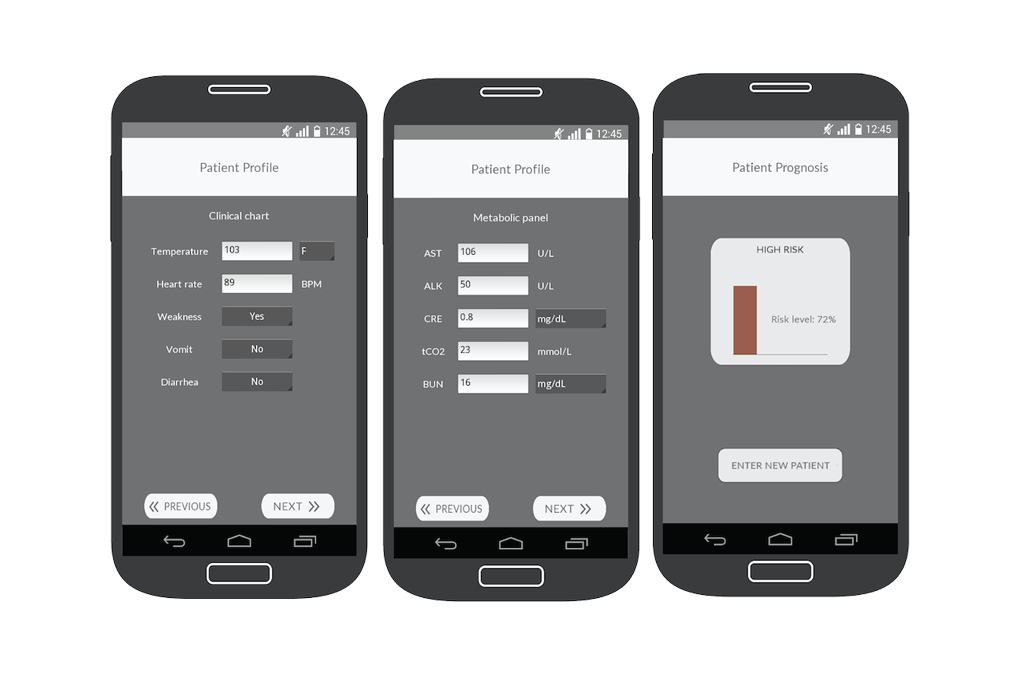 12:45
Patient Profile
Clinical chart
Temperature 103 F
Heart rate 89 BPM
Weakness Yes
Vomit No
Diarrhea No
PREVIOUS NEXT
12:45
Patient Profile
Metabolic panel
AST 106 U/L
ALK 50 U/L
CRE 0.8 mg/dL
tCO2 23 mmol/L
BUN 16 mg/dL
PREVIOUS NEXT
12:45
Patient Prognosis
HIGH RISK
Risk level: 72%
ENTER NEW PATIENT